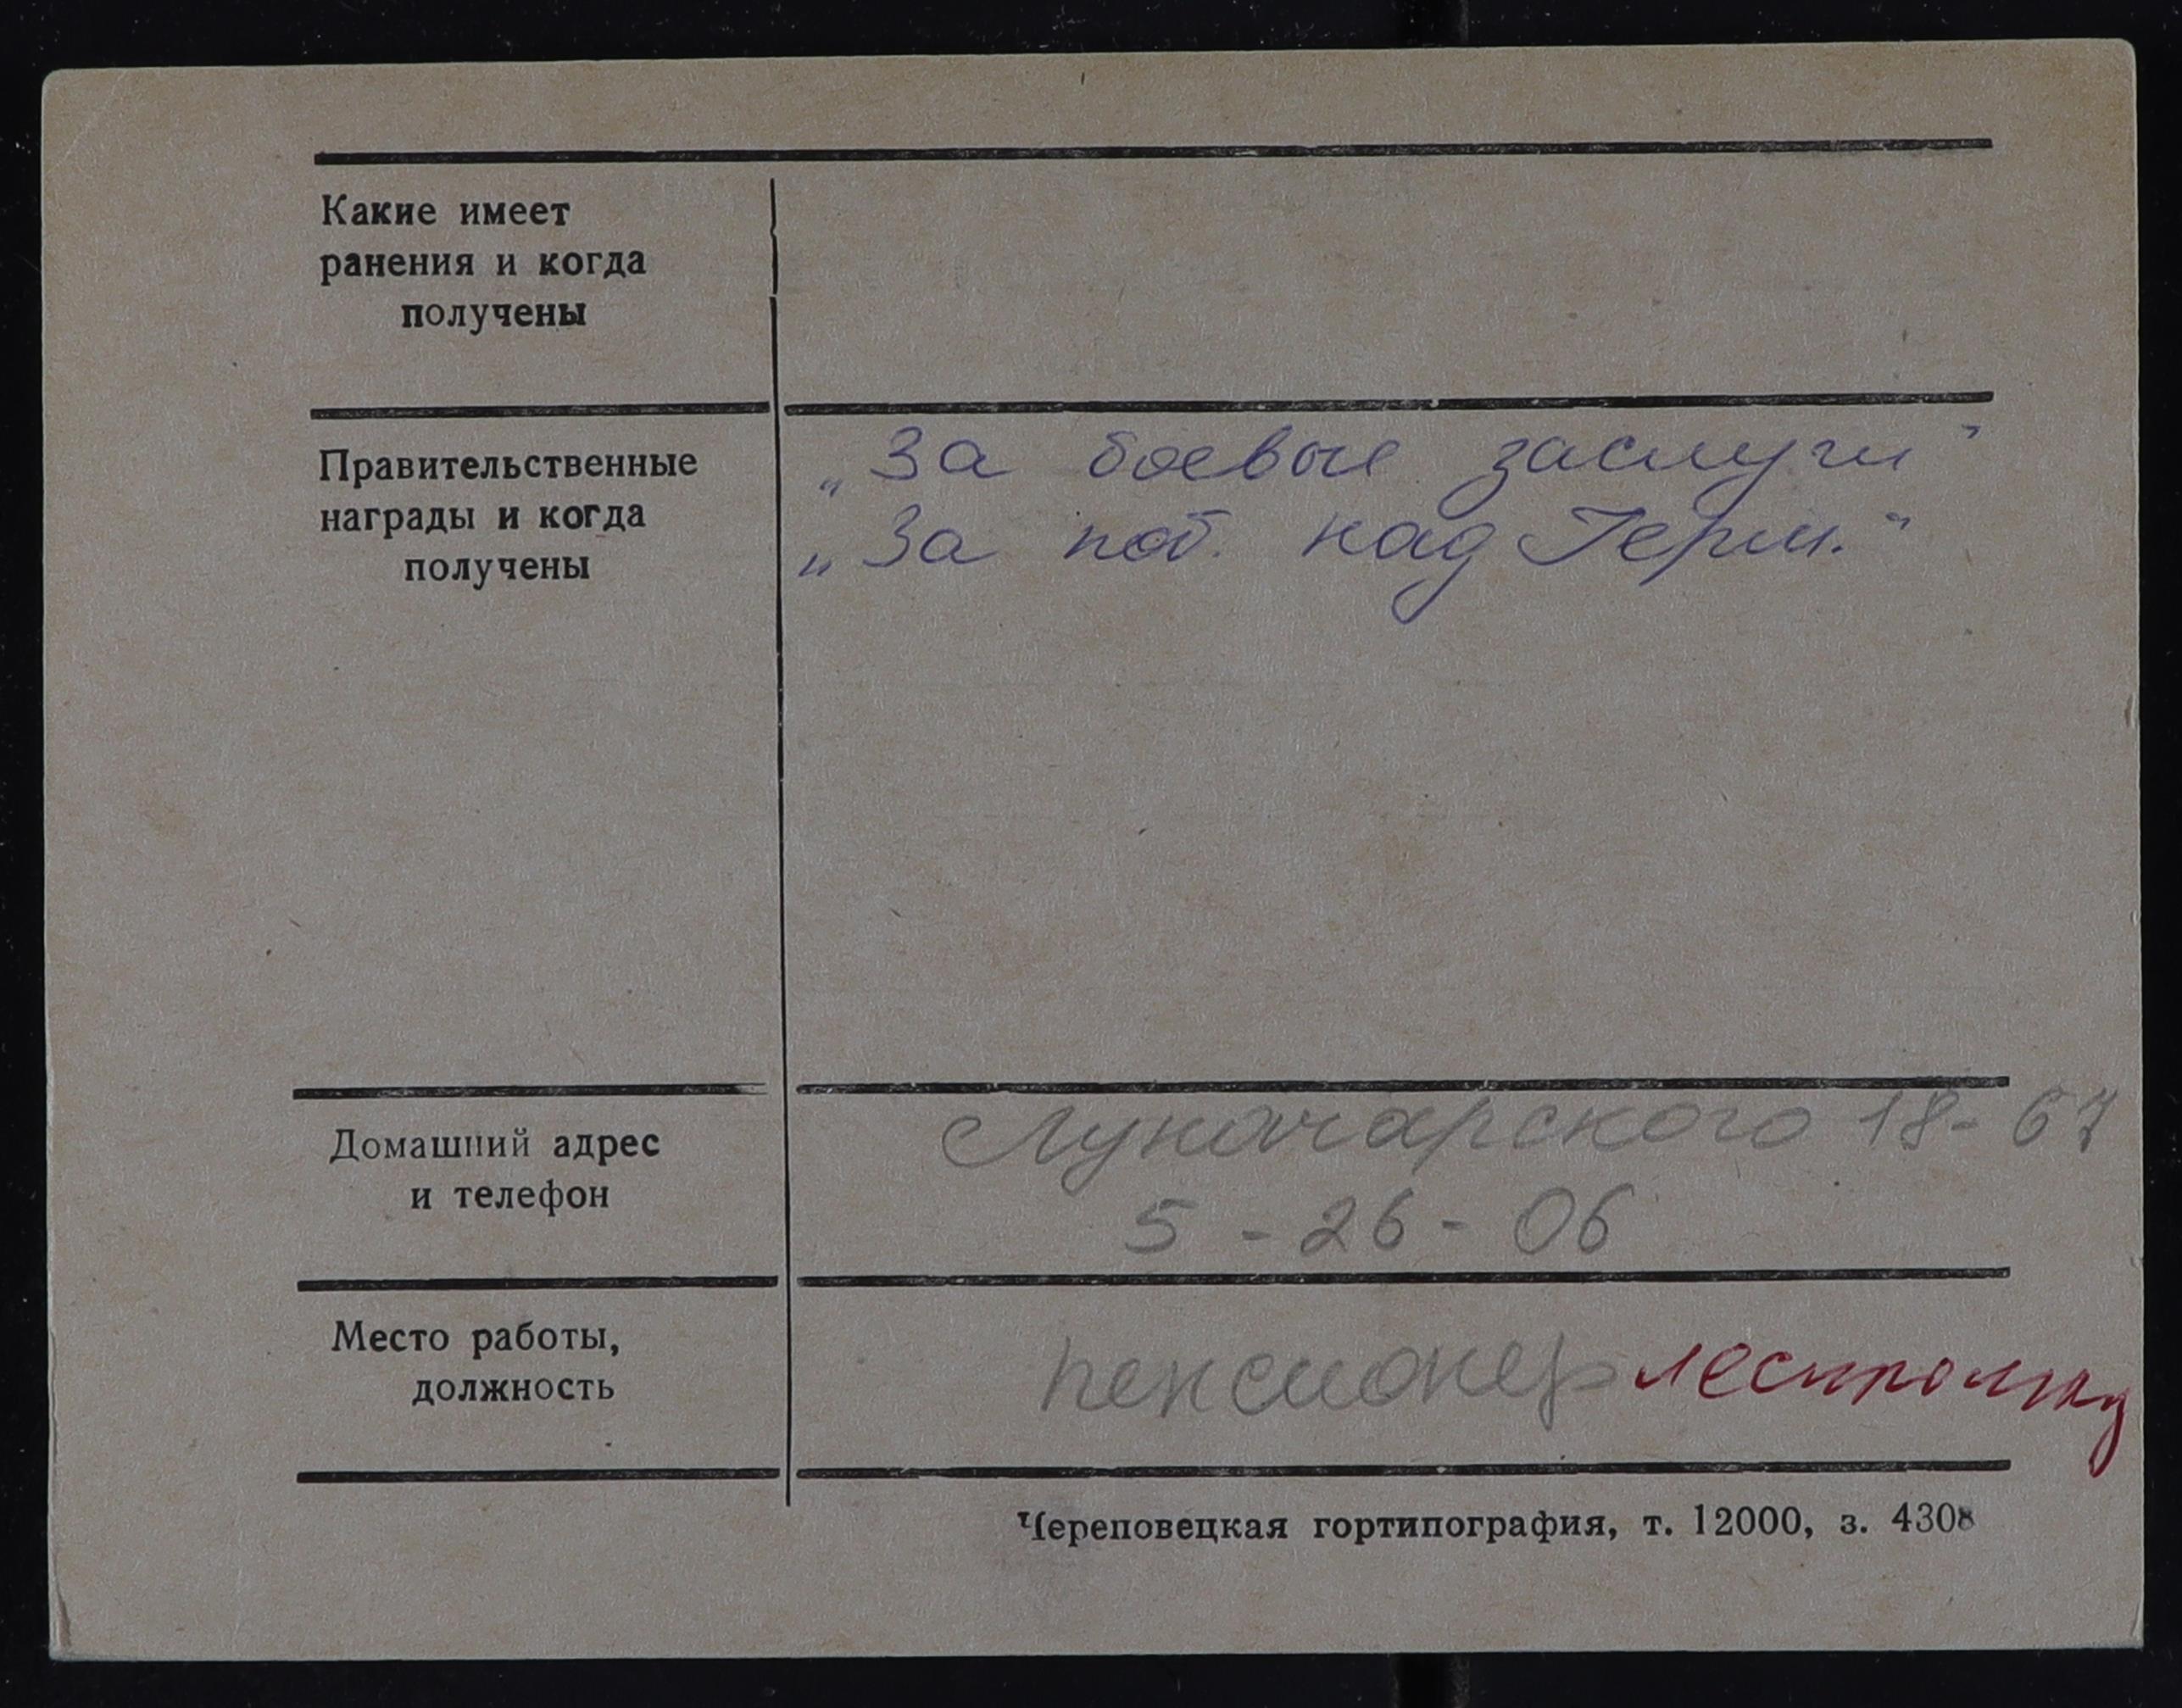 Какие имеет
ранения и когда
получены
Правительственные
награды и когда
получены
„За боевые заслуги"
„За поб. над Герм."
Домашний адрес
и телефон
Луначарского 18-67
5-26-06
Место работы,
должность
пенсионер
Череповецкая гортипография, т. 12000, з. 4308